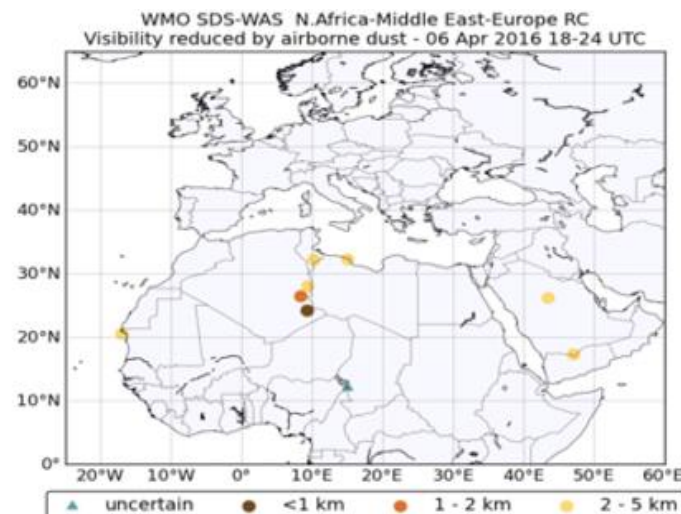 WMO SDS-WAS N.Africa-Middle East-Europe RC
Visibility reduced by airborne dust - 06 Apr 2016 18-24 UTC
60°N
50°N
40°N
30°N
20°N
10°N
0°
20°W 10°W 0° 10°E 20°E 30°E 40°E 50°E 60°E
uncertain <1 km 1 - 2 km 2 - 5 km